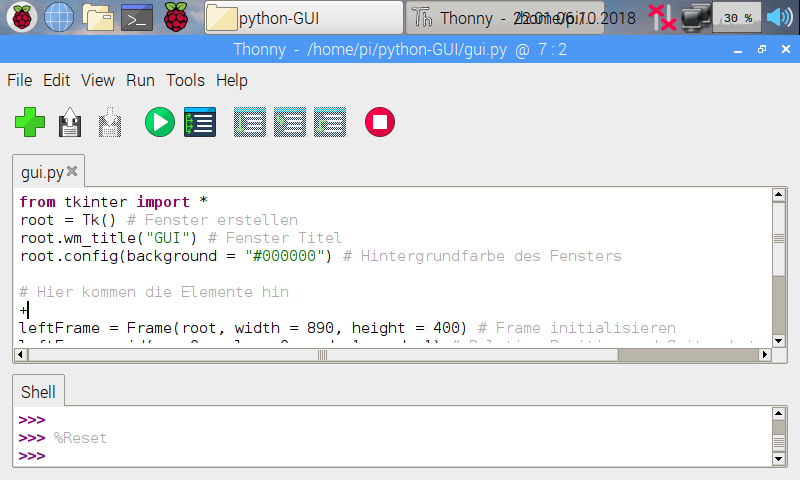 python-GUI
Thonny - /home/pi/... 22:01 06.10.2018
30 %
Thonny - /home/pi/python-GUI/gui.py @ 7 : 2
File Edit View Run Tools Help
gui.py
from tkinter import *
root = Tk() # Fenster erstellen
root.wm_title("GUI") # Fenster Titel
root.config(background = "#000000") # Hintergrundfarbe des Fensters
# Hier kommen die Elemente hin
+
leftFrame = Frame(root, width = 890, height = 400) # Frame initialisieren
Shell
>>>
>>> %Reset
>>>